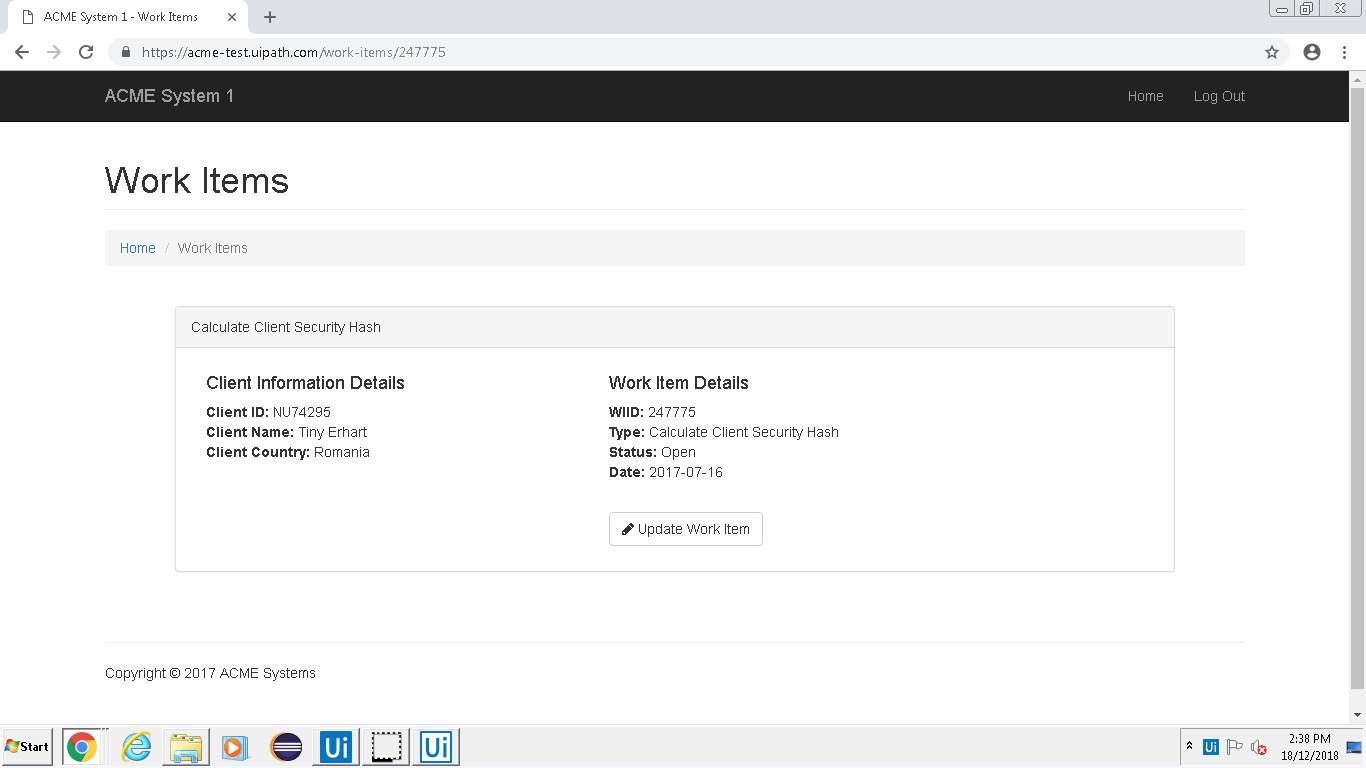 ACME System 1 - Work Items
https://acme-test.uipath.com/work-items/247775
ACME System 1
Home
Log Out
Work Items
Home / Work Items
Calculate Client Security Hash
Client Information Details
Client ID: NU74295
Client Name: Tiny Erhart
Client Country: Romania
Work Item Details
WIID: 247775
Type: Calculate Client Security Hash
Status: Open
Date: 2017-07-16
Update Work Item
Copyright © 2017 ACME Systems
Start
Ui
Ui
Ui
2:38 PM
18/12/2018